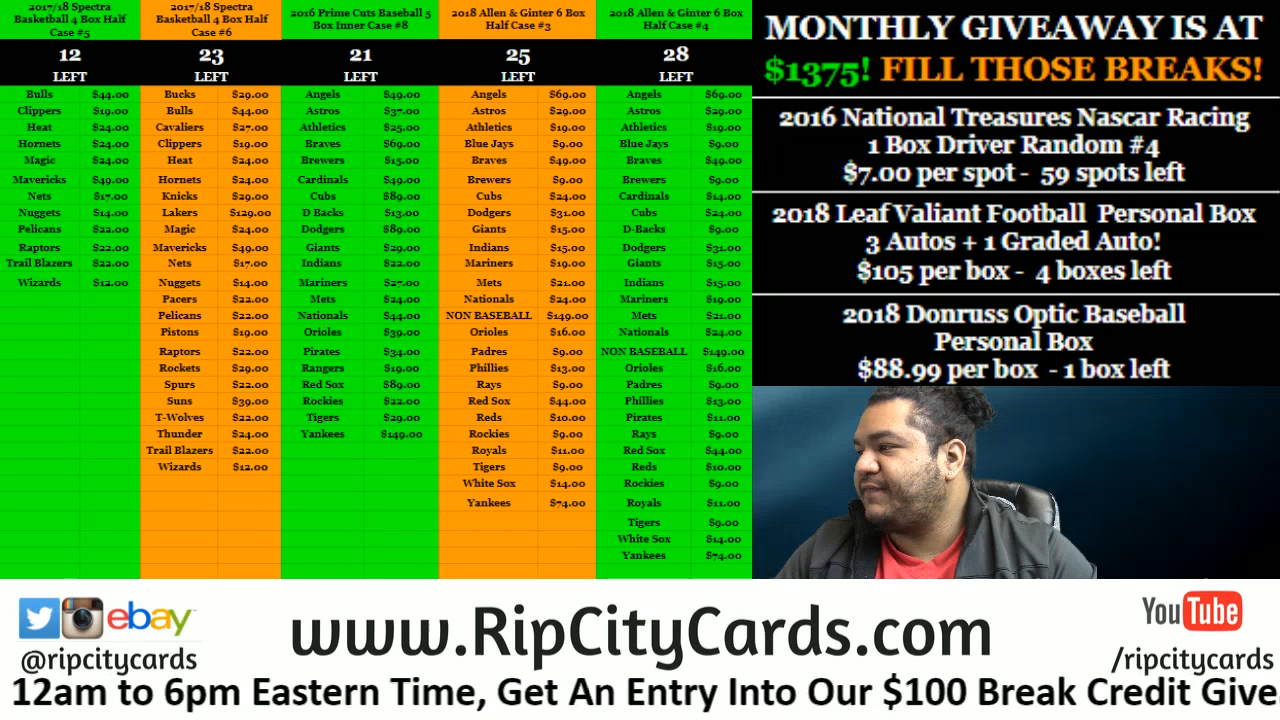 2017/18 Spectra
Basketball 4 Box Half
Case #5
12
LEFT
Bulls $44.00
Clippers $19.00
Heat $24.00
Hornets $24.00
Magic $24.00
Mavericks $49.00
Nets $17.00
Nuggets $14.00
Pelicans $22.00
Raptors $22.00
Trail Blazers $22.00
Wizards $12.00
2017/18 Spectra
Basketball 4 Box Half
Case #6
23
LEFT
Bucks $29.00
Bulls $44.00
Cavaliers $27.00
Clippers $19.00
Heat $24.00
Hornets $24.00
Knicks $29.00
Lakers $129.00
Magic $24.00
Mavericks $49.00
Nets $17.00
Nuggets $14.00
Pacers $22.00
Pelicans $22.00
Pistons $19.00
Raptors $22.00
Rockets $29.00
Spurs $22.00
Suns $39.00
T-Wolves $22.00
Thunder $24.00
Trail Blazers $22.00
Wizards $12.00
2016 Prime Cuts Baseball 5
Box Inner Case #8
21
LEFT
Angels $49.00
Astros $37.00
Athletics $25.00
Braves $69.00
Brewers $15.00
Cardinals $49.00
Cubs $89.00
D Backs $13.00
Dodgers $89.00
Giants $29.00
Indians $22.00
Mariners $27.00
Mets $24.00
Nationals $44.00
Orioles $39.00
Pirates $34.00
Rangers $19.00
Red Sox $89.00
Rockies $22.00
Tigers $29.00
Yankees $149.00
2018 Allen & Ginter 6 Box
Half Case #3
25
LEFT
Angels $69.00
Astros $29.00
Athletics $19.00
Blue Jays $9.00
Braves $49.00
Brewers $9.00
Cubs $24.00
Dodgers $31.00
Giants $15.00
Indians $15.00
Mariners $19.00
Mets $21.00
Nationals $24.00
NON BASEBALL $149.00
Orioles $16.00
Padres $9.00
Phillies $13.00
Rays $9.00
Red Sox $44.00
Reds $10.00
Rockies $9.00
Royals $11.00
Tigers $9.00
White Sox $14.00
Yankees $74.00
2018 Allen & Ginter 6 Box
Half Case #4
28
LEFT
Angels $69.00
Astros $29.00
Athletics $19.00
Blue Jays $9.00
Braves $49.00
Brewers $9.00
Cardinals $14.00
Cubs $24.00
D-Backs $9.00
Dodgers $31.00
Giants $15.00
Indians $15.00
Mariners $19.00
Mets $21.00
Nationals $24.00
NON BASEBALL $149.00
Orioles $16.00
Padres $9.00
Phillies $13.00
Pirates $11.00
Rays $9.00
Red Sox $44.00
Reds $10.00
Rockies $9.00
Royals $11.00
Tigers $9.00
White Sox $14.00
Yankees $74.00
MONTHLY GIVEAWAY IS AT
$1375! FILL THOSE BREAKS!
2016 National Treasures Nascar Racing
1 Box Driver Random #4
$7.00 per spot - 59 spots left
2018 Leaf Valiant Football Personal Box
3 Autos + 1 Graded Auto!
$105 per box - 4 boxes left
2018 Donruss Optic Baseball
Personal Box
$88.99 per box - 1 box left
ebay
@ripcitycards
www.RipCityCards.com
YouTube
/ripcitycards
12am to 6pm Eastern Time, Get An Entry Into Our $100 Break Credit Give